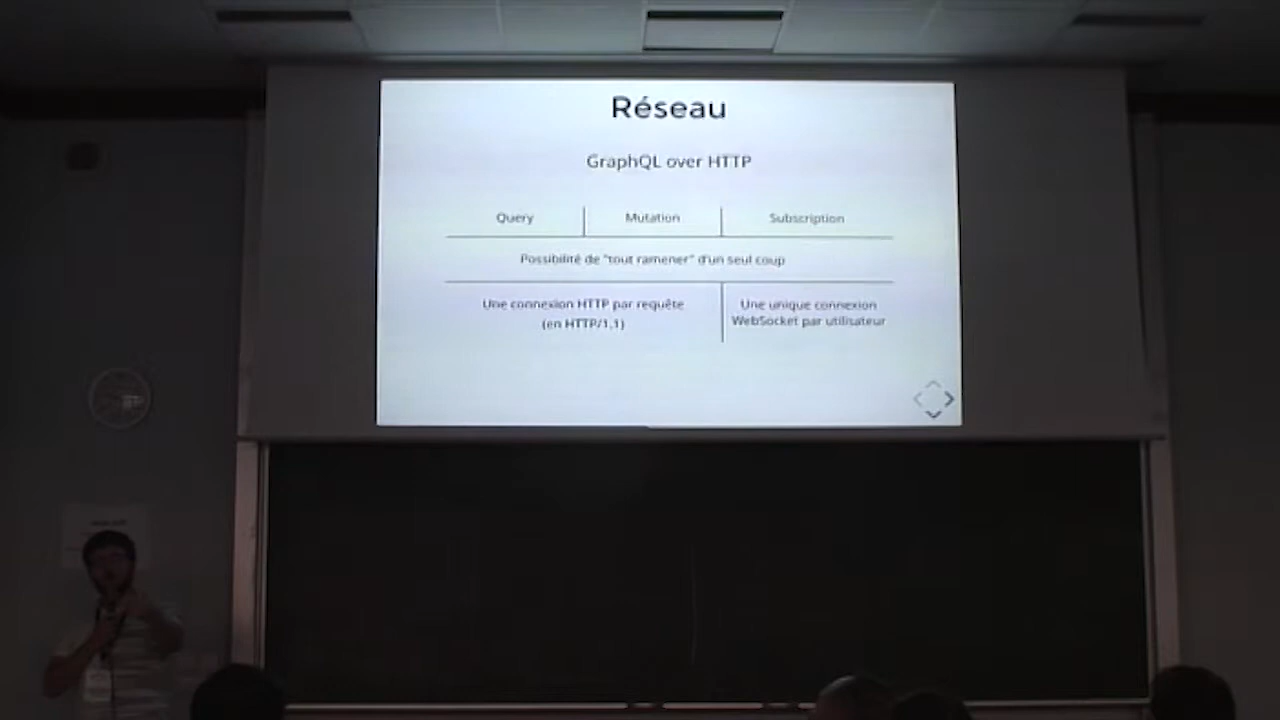 Réseau
GraphQL over HTTP
Query Mutation Subscription
Possibilité de "tout ramener" d'un seul coup
Une connexion HTTP par requête
(en HTTP/1.1)
Une unique connexion
WebSocket par utilisateur